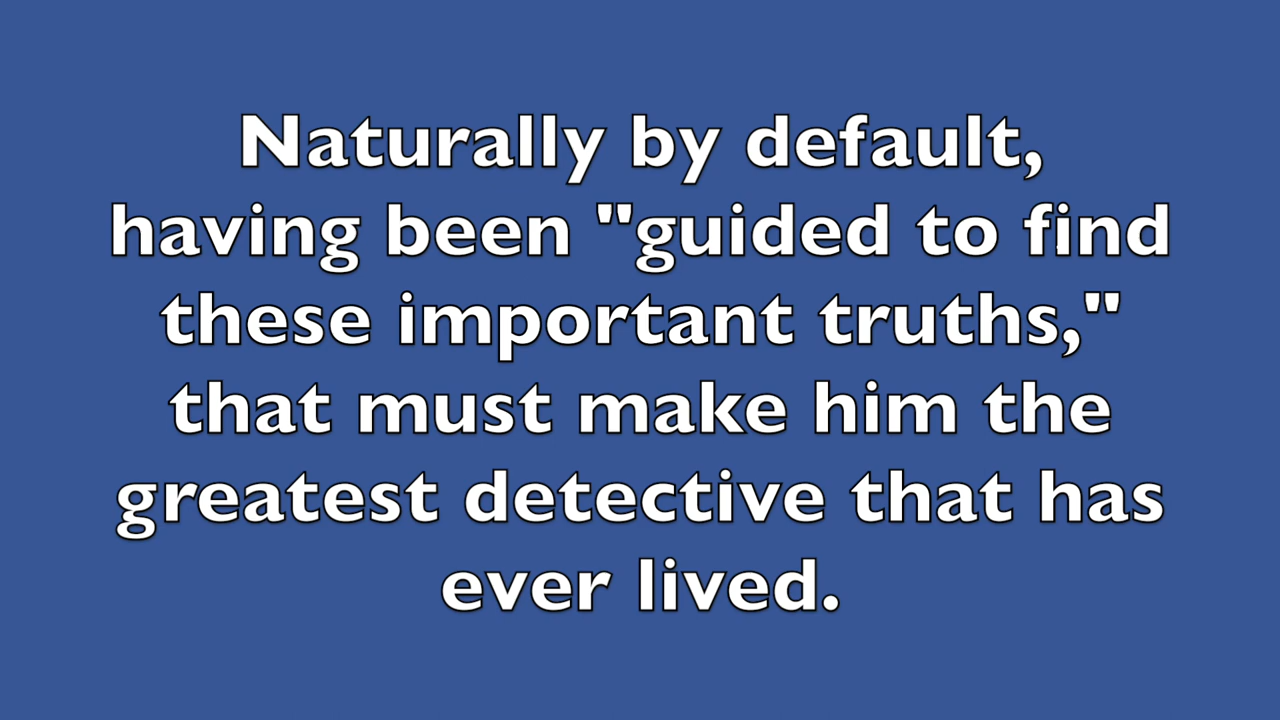 Naturally by default,
having been "guided to find
these important truths,"
that must make him the
greatest detective that has
ever lived.